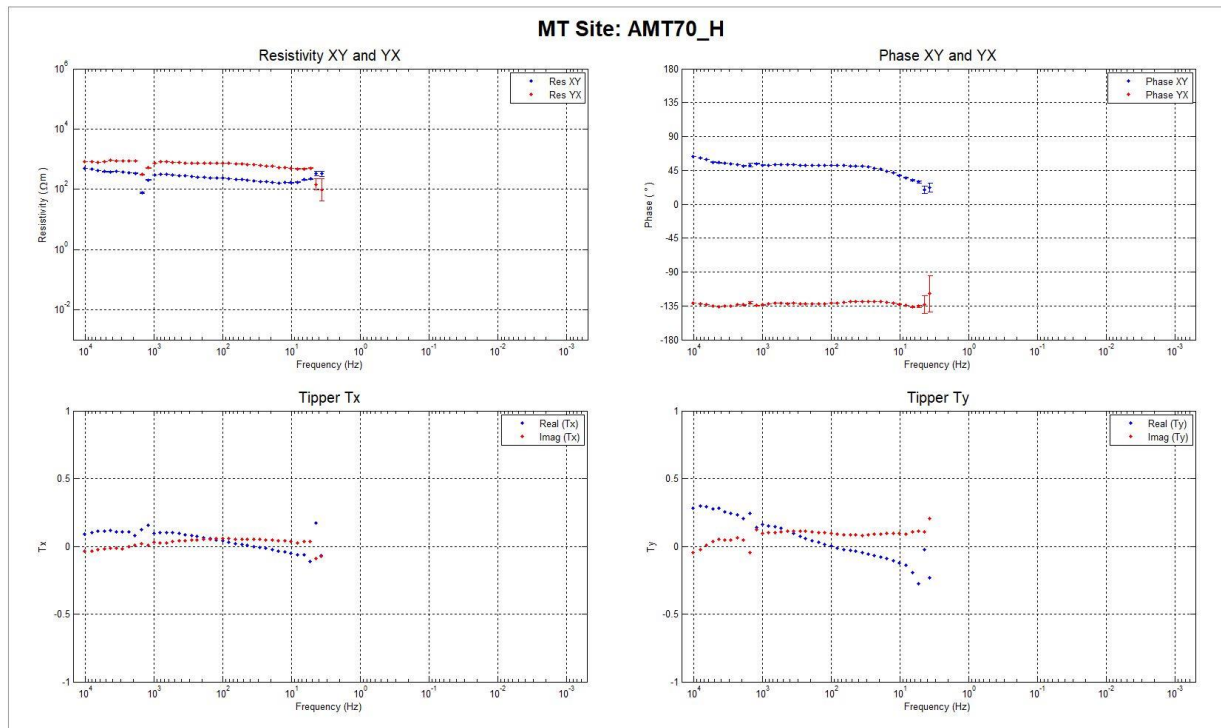 MT Site: AMT70_H
Resistivity XY and YX
Res XY
Res YX
10^6
10^4
10^2
10^0
10^-2
Resistivity (Ωm)
10^4 10^3 10^2 10^1 10^0 10^-1 10^-2 10^-3
Frequency (Hz)
Phase XY and YX
Phase XY
Phase YX
180
135
90
45
0
-45
-90
-135
-180
Phase (°)
10^4 10^3 10^2 10^1 10^0 10^-1 10^-2 10^-3
Frequency (Hz)
Tipper Tx
Real (Tx)
Imag (Tx)
1
0.5
0
-0.5
-1
Tx
10^4 10^3 10^2 10^1 10^0 10^-1 10^-2 10^-3
Frequency (Hz)
Tipper Ty
Real (Ty)
Imag (Ty)
1
0.5
0
-0.5
-1
Ty
10^4 10^3 10^2 10^1 10^0 10^-1 10^-2 10^-3
Frequency (Hz)